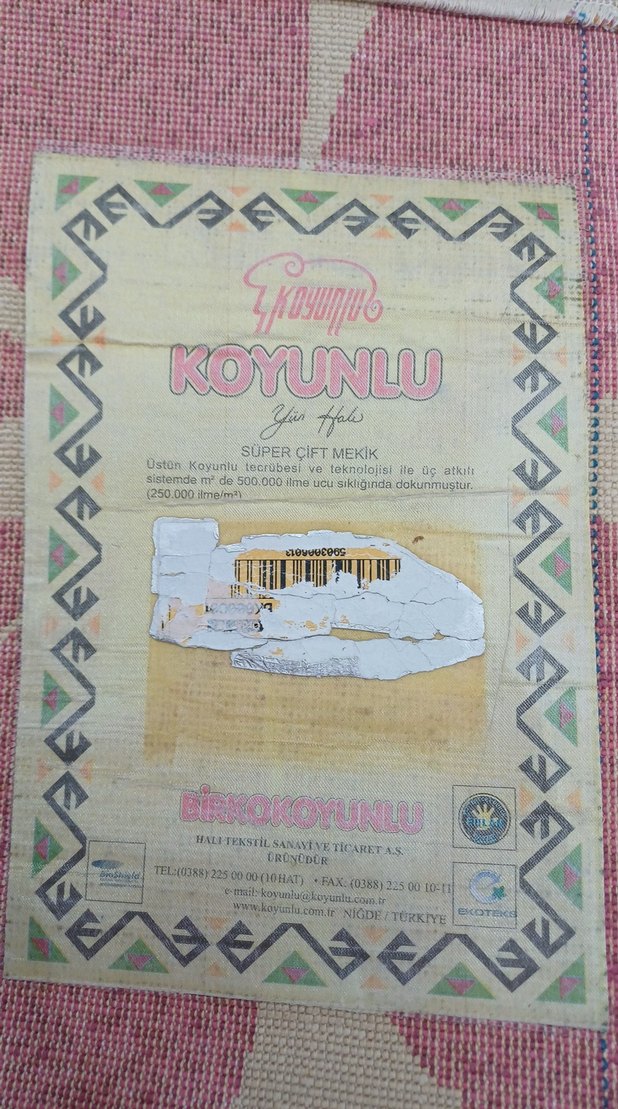 KOYUNLU
KOYUNLU
Yün Halı
SÜPER ÇİFT MEKİK
Üstün Koyunlu tecrübesi ve teknolojisi ile üç atkılı
sistemde m² de 500.000 ilme ucu sıklığında dokunmuştur.
(250.000 ilme/m²)
BİRKOKOYUNLU
HALI TEKSTİL SANAYİ VE TİCARET A.Ş.
ÜRÜNÜDÜR
TEL:(0388) 225 00 00 (10 HAT) • FAX: (0388) 225 00 10-11
e-mail: koyunlu@koyunlu.com.tr
www.koyunlu.com.tr NİĞDE / TÜRKİYE
BioShield
EKOTEKS